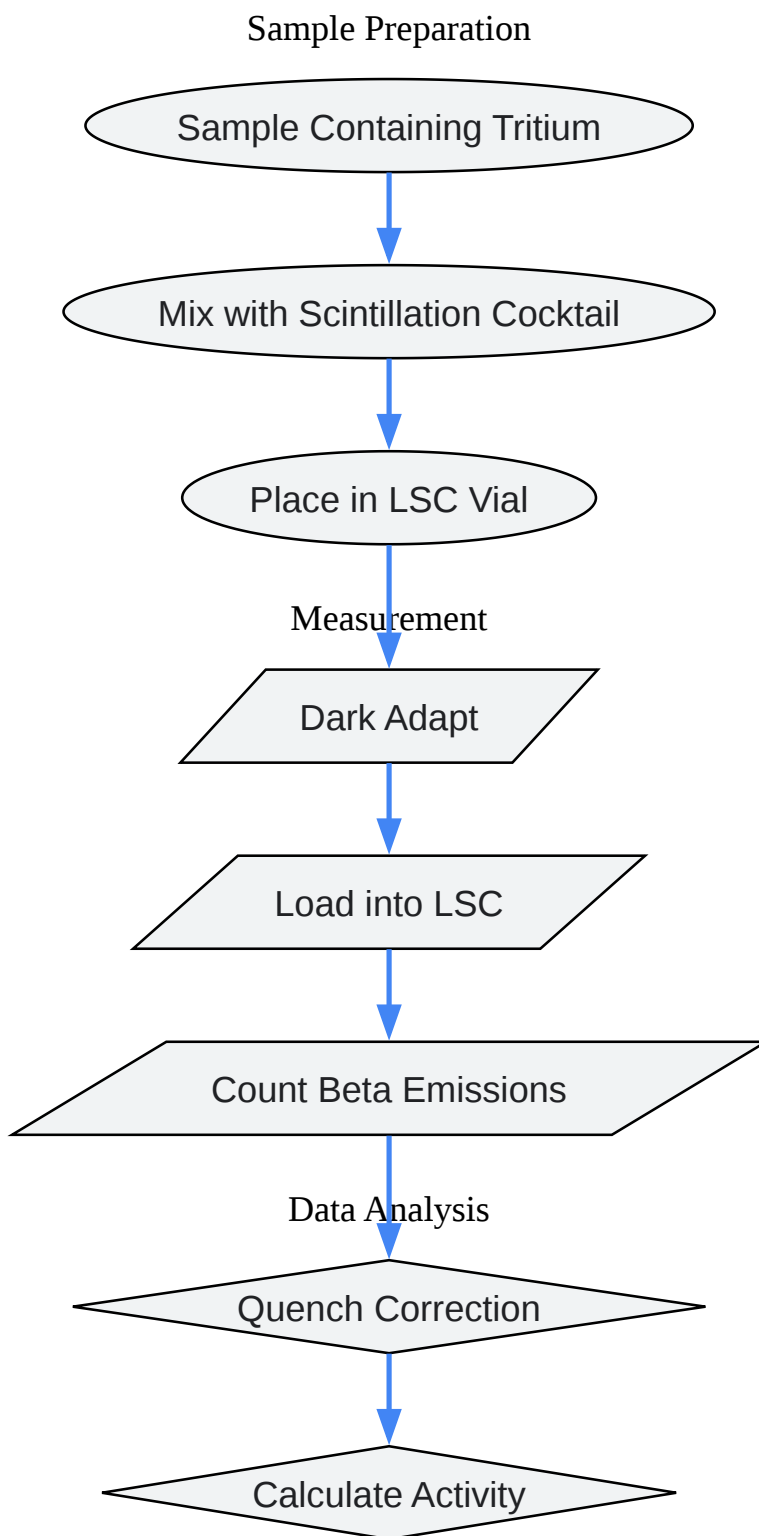 Sample Preparation
Sample Containing Tritium
Mix with Scintillation Cocktail
Place in LSC Vial
Measurement
Dark Adapt
Load into LSC
Count Beta Emissions
Data Analysis
Quench Correction
Calculate Activity